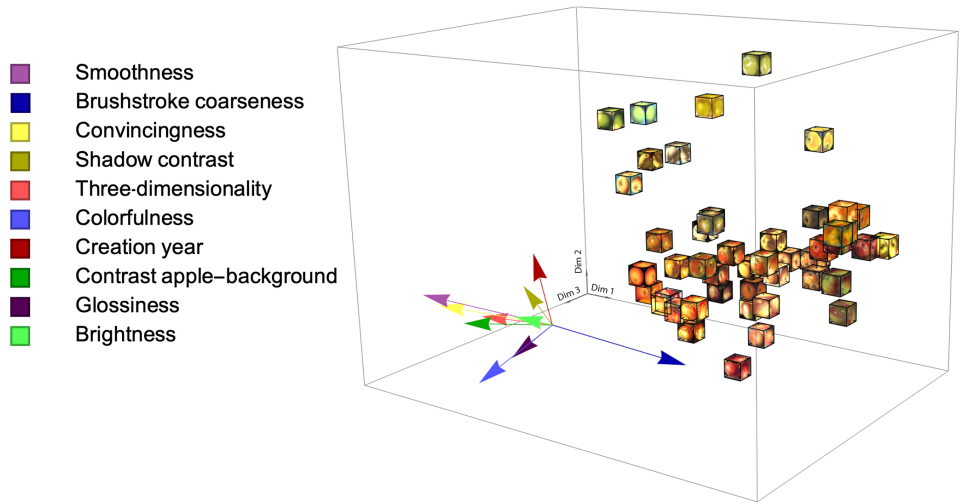 Smoothness
Brushstroke coarseness
Convincingness
Shadow contrast
Three-dimensionality
Colorfulness
Creation year
Contrast apple-background
Glossiness
Brightness
Dim 2
Dim 3
Dim 1